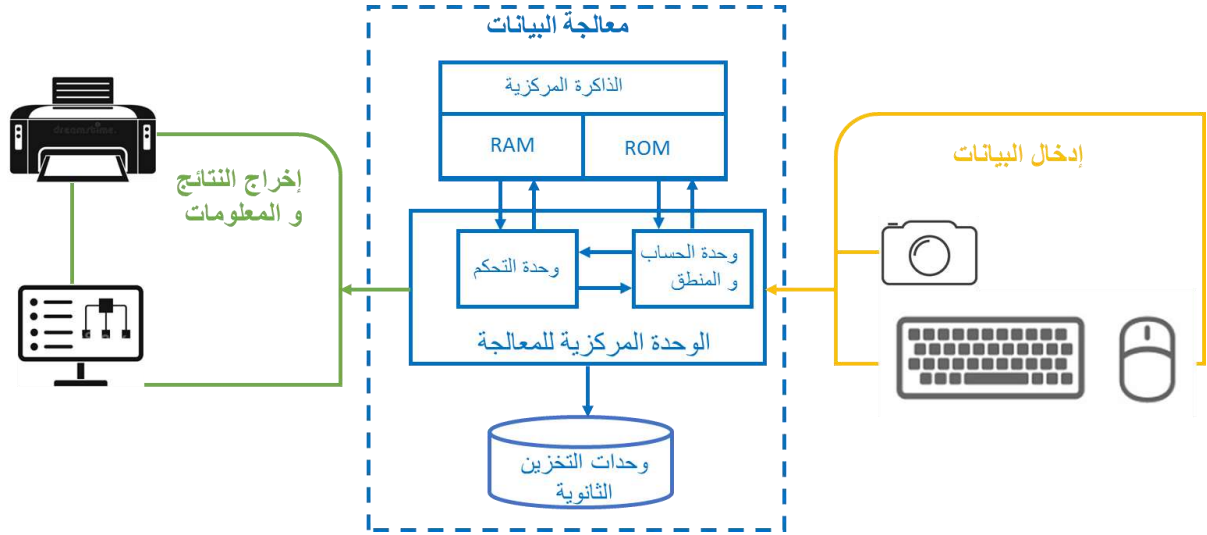 معالجة البيانات
الذاكرة المركزية
RAM
ROM
إدخال البيانات
إخراج النتائج
و المعلومات
dreamstime.
وحدة الحساب
و المنطق
وحدة التحكم
الوحدة المركزية للمعالجة
وحدات التخزين
الثانوية